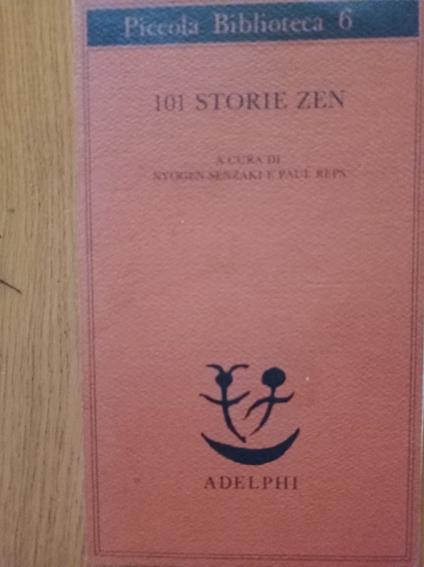 Piccola Biblioteca 6
101 STORIE ZEN
A CURA DI
NYOGEN SENZAKI E PAUL REPS
ADELPHI